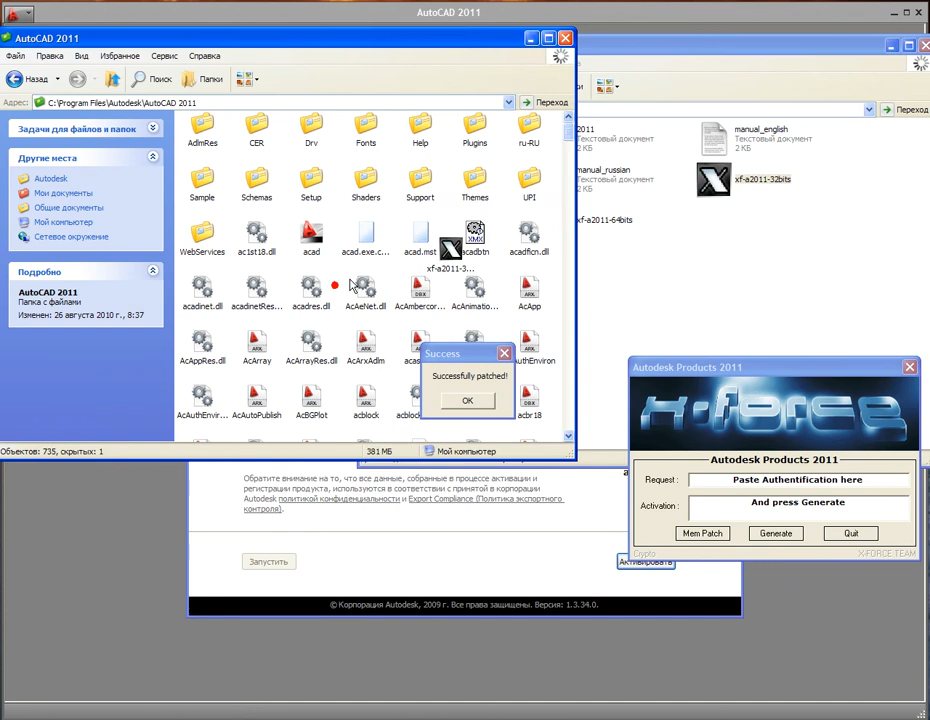 AutoCAD 2011
AutoCAD 2011
Файл Правка Вид Избранное Сервис Справка
Назад Поиск Папки
Адрес: C:\Program Files\Autodesk\AutoCAD 2011 Переход
Переход
Задачи для файлов и папок
Другие места
Autodesk
Мои документы
Общие документы
Мой компьютер
Сетевое окружение
Подробно
AutoCAD 2011
Папка с файлами
Изменен: 26 августа 2010 г., 8:37
AdmRes CER Drv Fonts Help Plugins ru-RU
Sample Schemas Setup Shaders Support Themes UPI
WebServices ac1st18.dll acad acad.exe.c... acad.mst acadbtn acadficn.dll
XMX
xf-a2011-3...
acadinet.dll acadinetRes... acadres.dll AcAeNet.dll AcAmbercor... AcAnimatio... AcApp
AcAppRes.dll AcArray AcArrayRes.dll AcArxAdm
AcAuthEnvir... AcAutoPublish AcBGPlot acblock acbr18
Объектов: 735, скрытых: 1 381 МБ Мой компьютер
2011
Текстовый документ
2 КБ
manual_english
Текстовый документ
2 КБ
manual_russian
Текстовый документ
2 КБ
xf-a2011-32bits
xf-a2011-64bits
Success
Successfully patched!
OK
Autodesk Products 2011
x-force
Autodesk Products 2011
Request : Paste Authentification here
Activation : And press Generate
Mem Patch Generate Quit
Crypto X-FORCE TEAM
Обратите внимание на то, что все данные, собранные в процессе активации и
регистрации продукта, используются в соответствии с принятой в корпорации
Autodesk политикой конфиденциальности и Export Compliance (Политика экспортного
контроля).
Запустить Активировать
© Корпорация Autodesk, 2009 г. Все права защищены. Версия: 1.3.34.0.